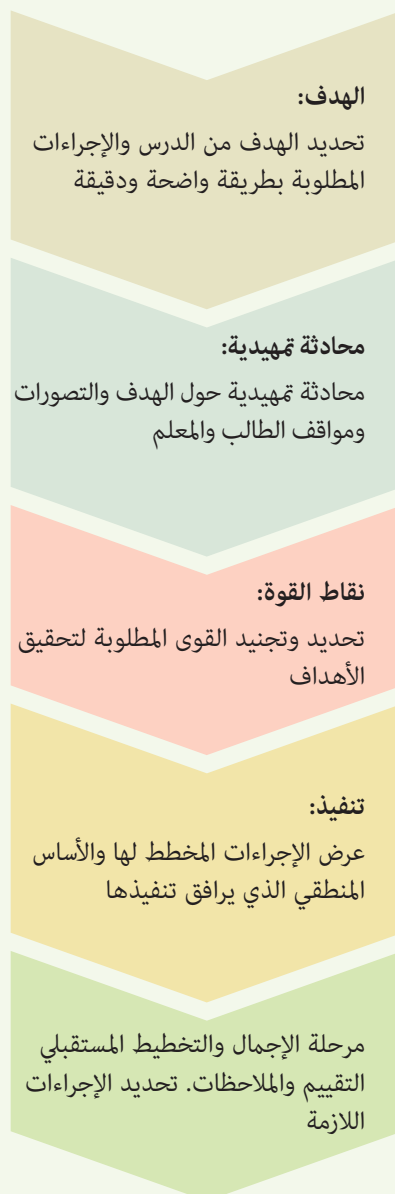 الهدف:
تحديد الهدف من الدرس والإجراءات
المطلوبة بطريقة واضحة ودقيقة
محادثة تمهيدية:
محادثة تمهيدية حول الهدف والتصورات
ومواقف الطالب والمعلم
نقاط القوة:
تحديد وتجنيد القوى المطلوبة لتحقيق
الأهداف
تنفيذ:
عرض الإجراءات المخطط لها والأساس
المنطقي الذي يرافق تنفيذها
مرحلة الإجمال والتخطيط المستقبلي
التقييم والملاحظات. تحديد الإجراءات
اللازمة